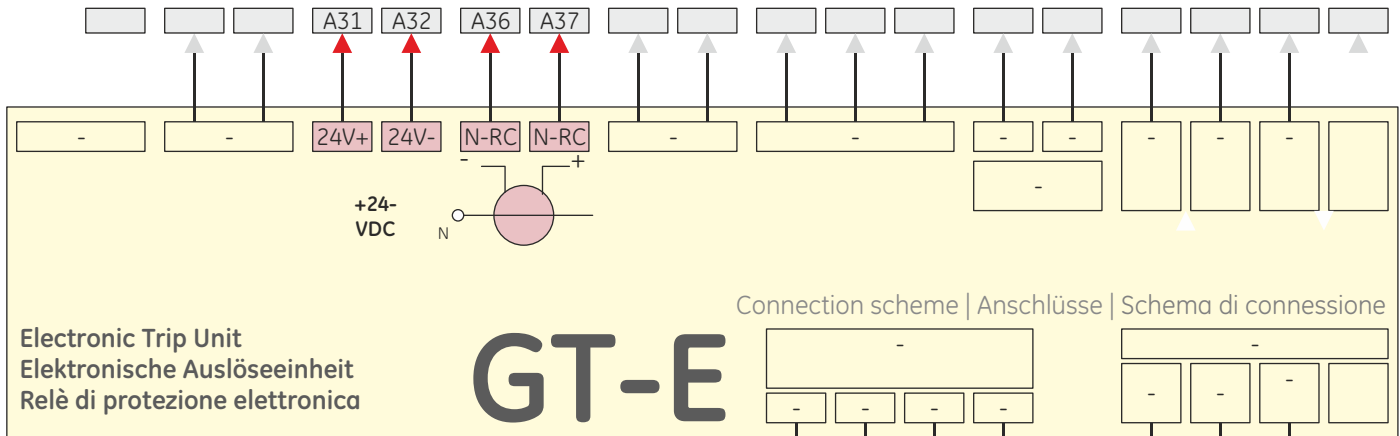 A31 A32 A36 A37
- - 24V+ 24V- N-RC N-RC - - - - - - -
- +
-
+24-
VDC
N
Connection scheme | Anschlüsse | Schema di connessione
Electronic Trip Unit
Elektronische Auslöseeinheit
Relè di protezione elettronica
GT-E
- -
- - - - - - -